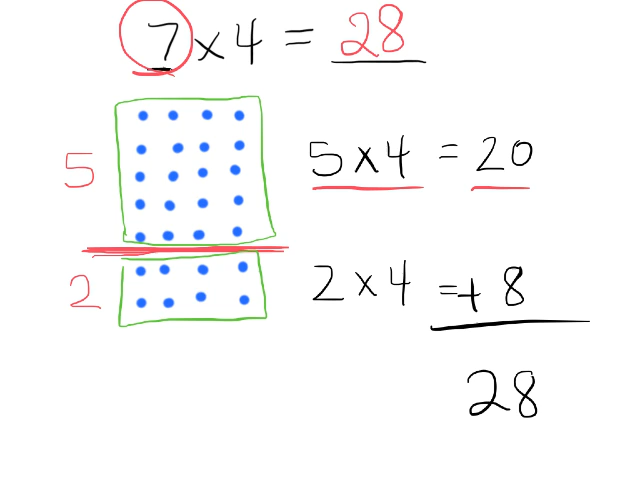 7 x 4 = 28
5
5 x 4 = 20
2
2 x 4 = + 8
28